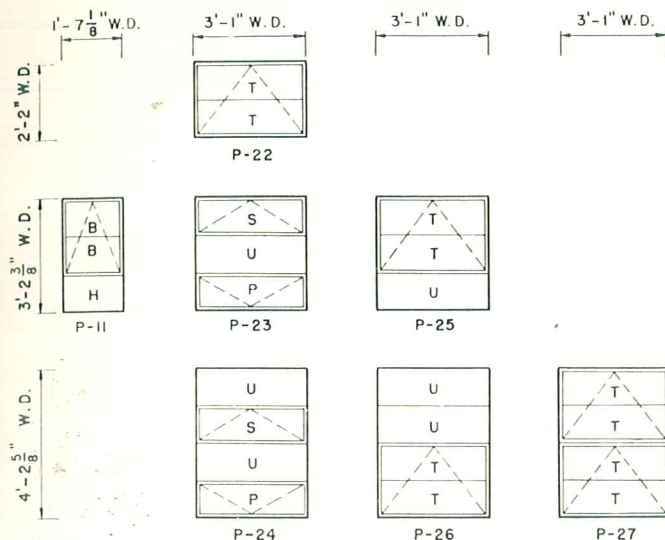 1'-7 1/8" W.D.
3'-1" W.D.
3'-1" W.D.
3'-1" W.D.
2'-2" W.D.
T
T
P-22
3'-2 3/8" W.D.
B
B
H
P-11
S
U
P
P-23
T
T
U
P-25
4'-2 5/8" W.D.
U
S
U
P
P-24
U
U
T
T
P-26
T
T
T
T
P-27